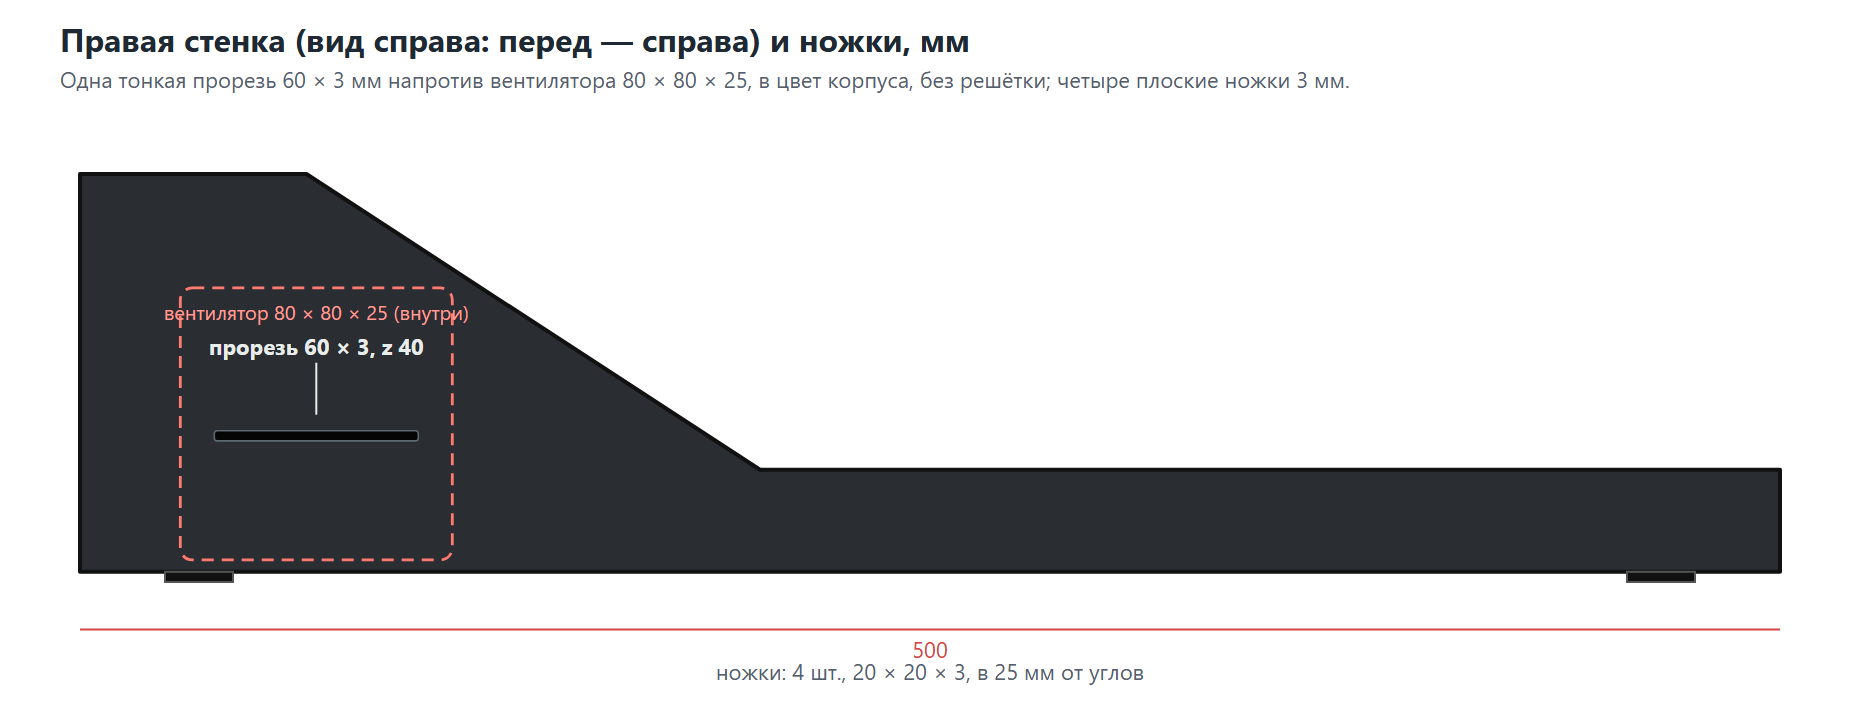 Правая стенка (вид справа: перед — справа) и ножки, мм
Одна тонкая прорезь 60 × 3 мм напротив вентилятора 80 × 80 × 25, в цвет корпуса, без решётки; четыре плоские ножки 3 мм.
вентилятор 80 × 80 × 25 (внутри)
прорезь 60 × 3, z 40
500
ножки: 4 шт., 20 × 20 × 3, в 25 мм от углов